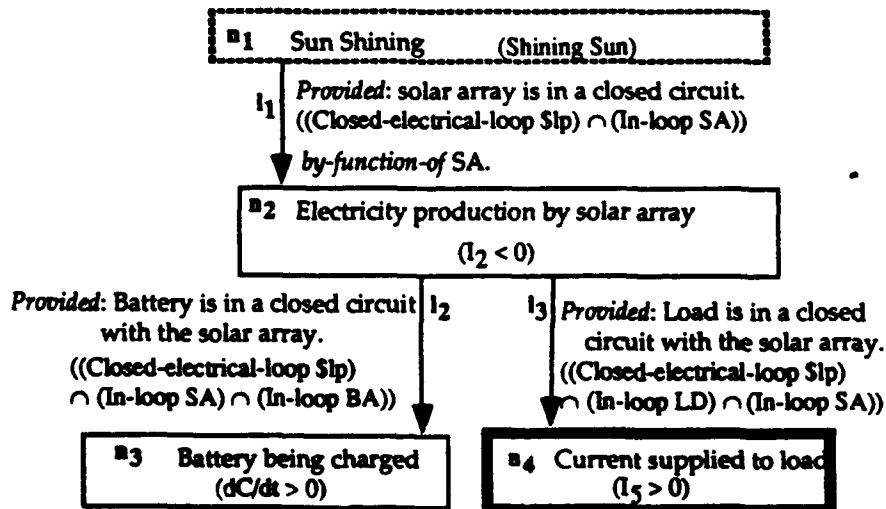 n1 Sun Shining (Shining Sun)
l1 Provided: solar array is in a closed circuit.
((Closed-electrical-loop $lp) ∩ (In-loop SA))
by-function-of SA.
n2 Electricity production by solar array
(I2 < 0)
Provided: Battery is in a closed circuit
with the solar array.
((Closed-electrical-loop $lp)
∩ (In-loop SA) ∩ (In-loop BA))
l2
l3 Provided: Load is in a closed
circuit with the solar array.
((Closed-electrical-loop $lp)
∩ (In-loop LD) ∩ (In-loop SA))
n3 Battery being charged
(dC/dt > 0)
n4 Current supplied to load
(I5 > 0)